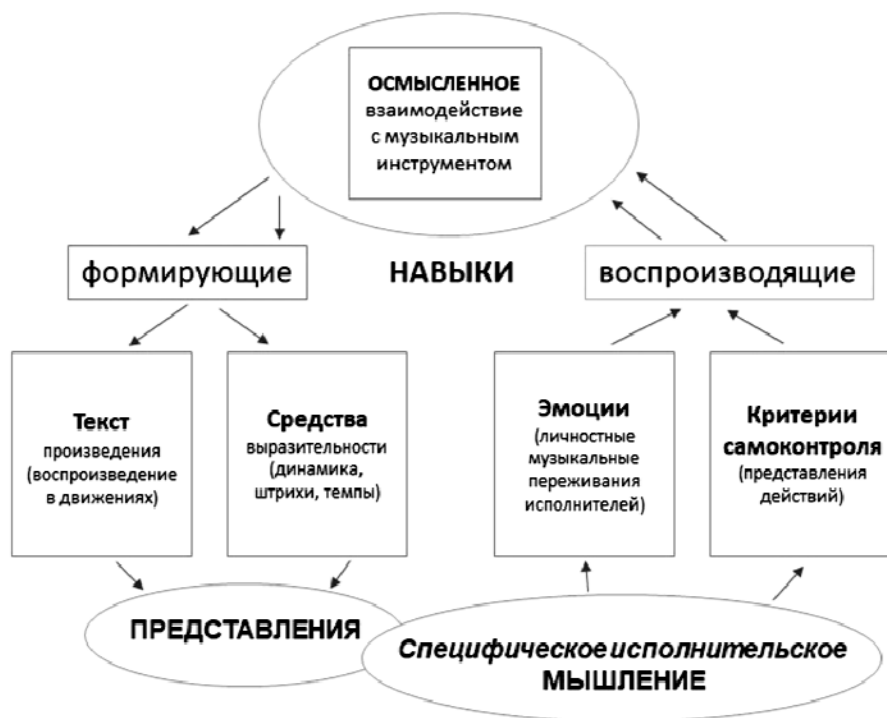 ОСМЫСЛЕННОЕ
взаимодействие
с музыкальным
инструментом
формирующие
НАВЫКИ
воспроизводящие
Текст
произведения
(воспроизведение
в движениях)
Средства
выразительности
(динамика,
штрихи, темпы)
Эмоции
(личностные
музыкальные
переживания
исполнителей)
Критерии
самоконтроля
(представления
действий)
ПРЕДСТАВЛЕНИЯ
Специфическое исполнительское
МЫШЛЕНИЕ